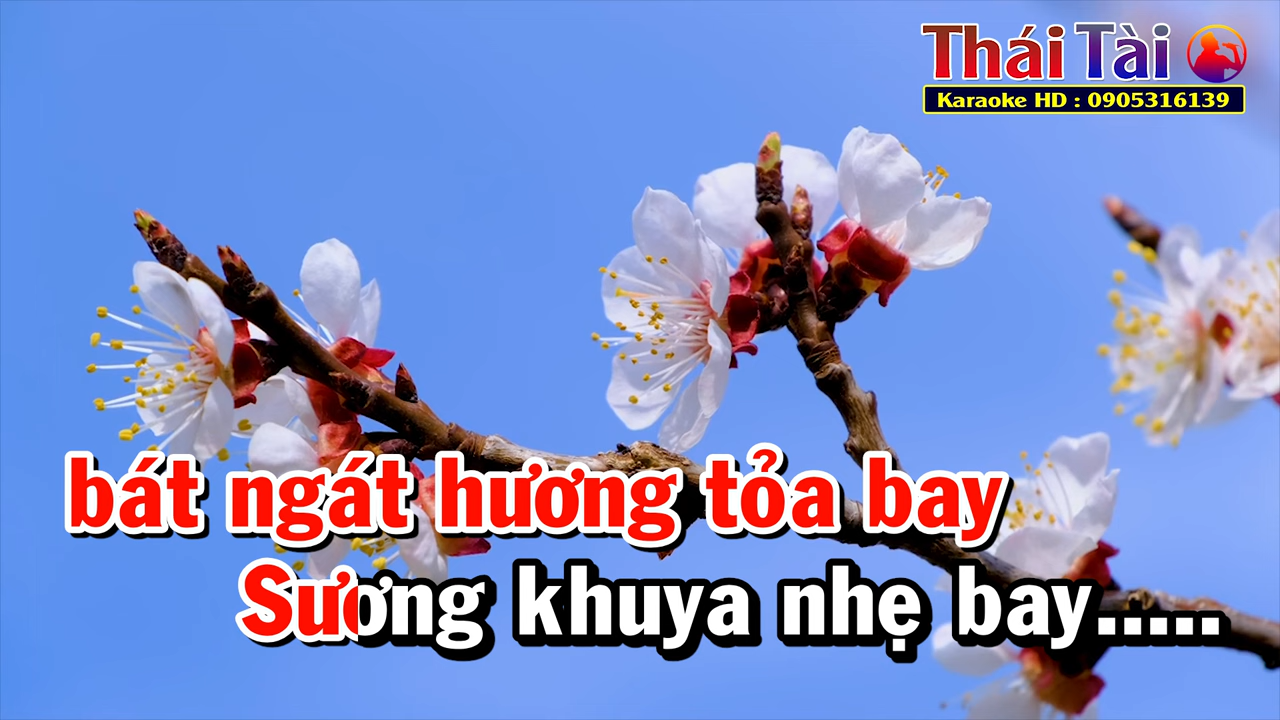 Thái Tài
Karaoke HD : 0905316139
bát ngát hương tỏa bay
Sương khuya nhẹ bay.....